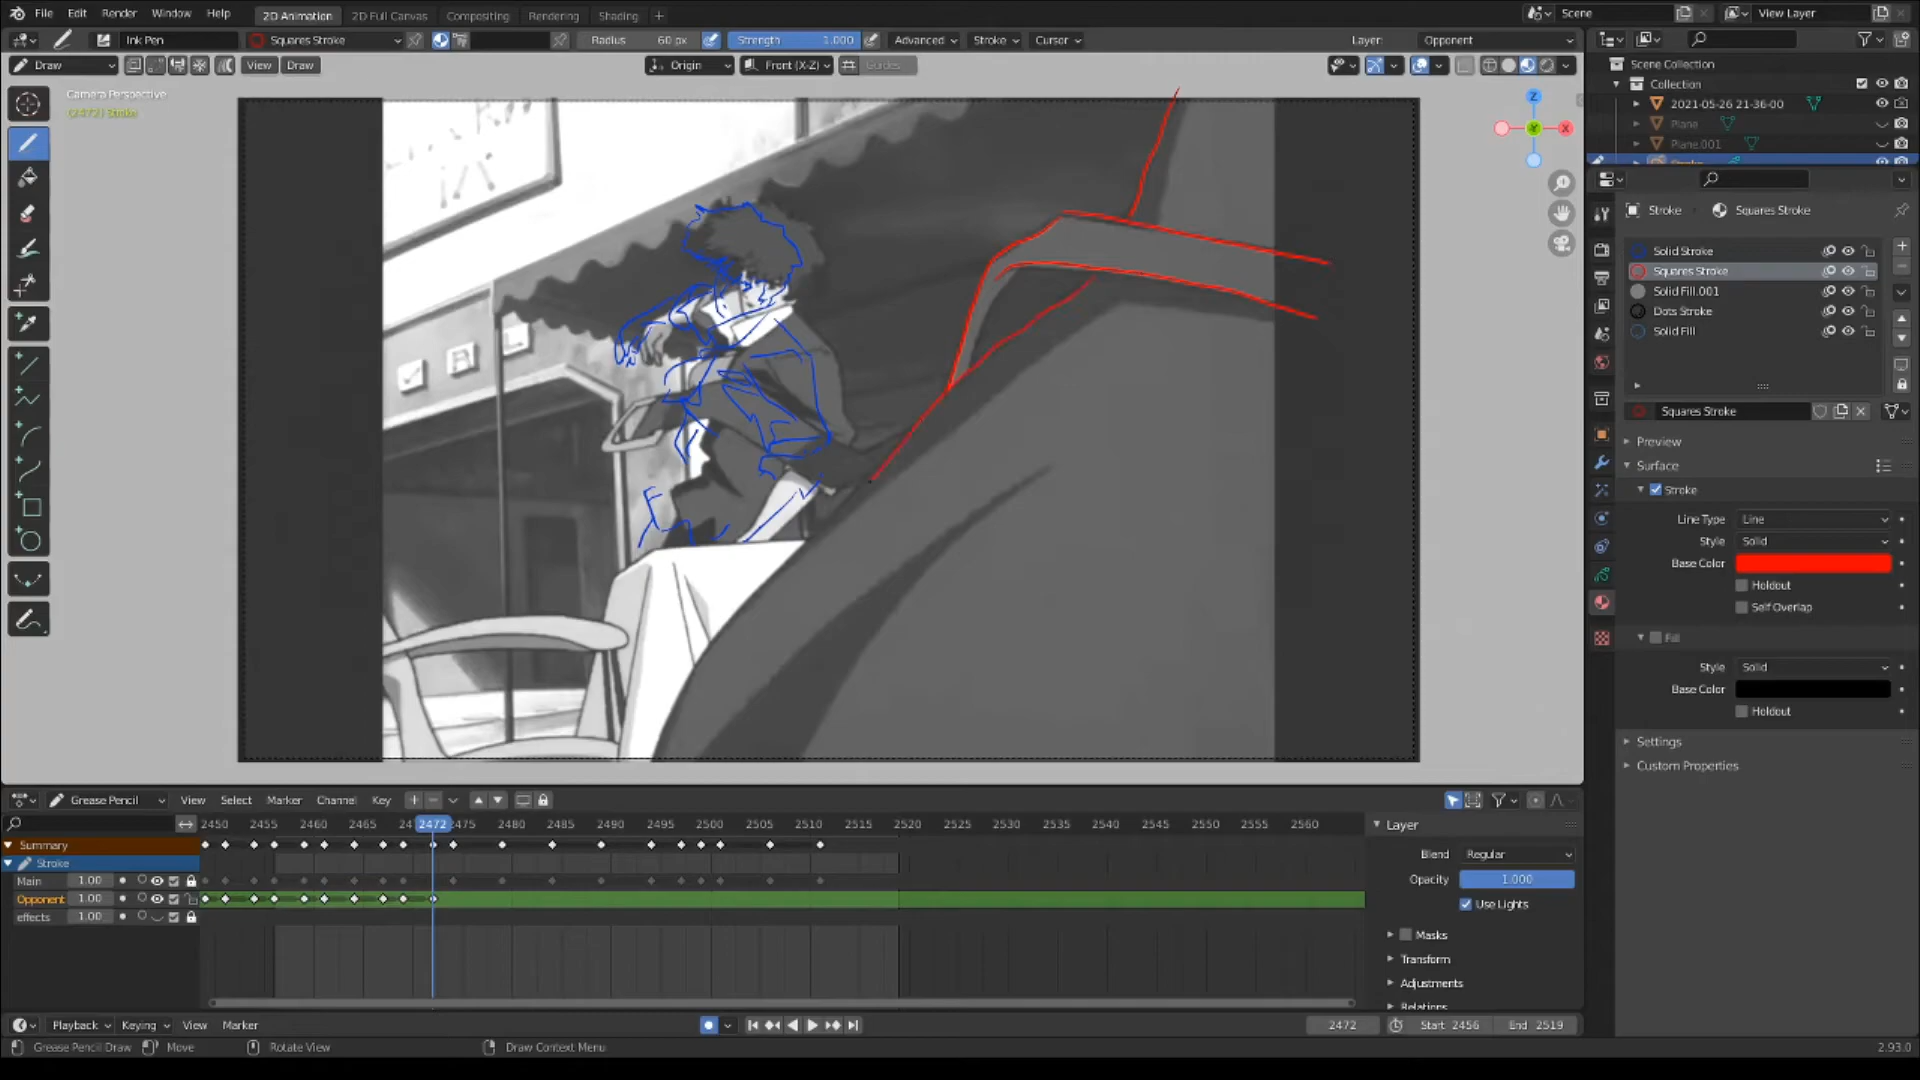 File Edit Render Window Help 2D Animation 2D Full Canvas Compositing Rendering Shading + Scene View Layer
Ink Pen Squares Stroke Radius 60 px Strength 1.000 Advanced Stroke Cursor Layer: Opponent
Draw View Draw Origin Front (X-Z) Guides
Camera Perspective
(2472) Stroke
Z
Y
X
Scene Collection
Collection
2021-05-26 21-36-00
Plane
Plane.001
Stroke Squares Stroke
Solid Stroke
Squares Stroke
Solid Fill.001
Dots Stroke
Solid Fill
Squares Stroke
Preview
Surface
Stroke
Line Type Line
Style Solid
Base Color
Holdout
Self Overlap
Fill
Style Solid
Base Color
Holdout
Settings
Custom Properties
Grease Pencil View Select Marker Channel Key
2450 2455 2460 2465 24 2472 2475 2480 2485 2490 2495 2500 2505 2510 2515 2520 2525 2530 2535 2540 2545 2550 2555 2560
Summary
Stroke
Main 1.00
Opponent 1.00
effects 1.00
Layer
Blend Regular
Opacity 1.000
Use Lights
Masks
Transform
Adjustments
Relations
Playback Keying View Marker 2472 Start 2456 End 2519
Grease Pencil Draw Move Rotate View Draw Context Menu 2.93.0